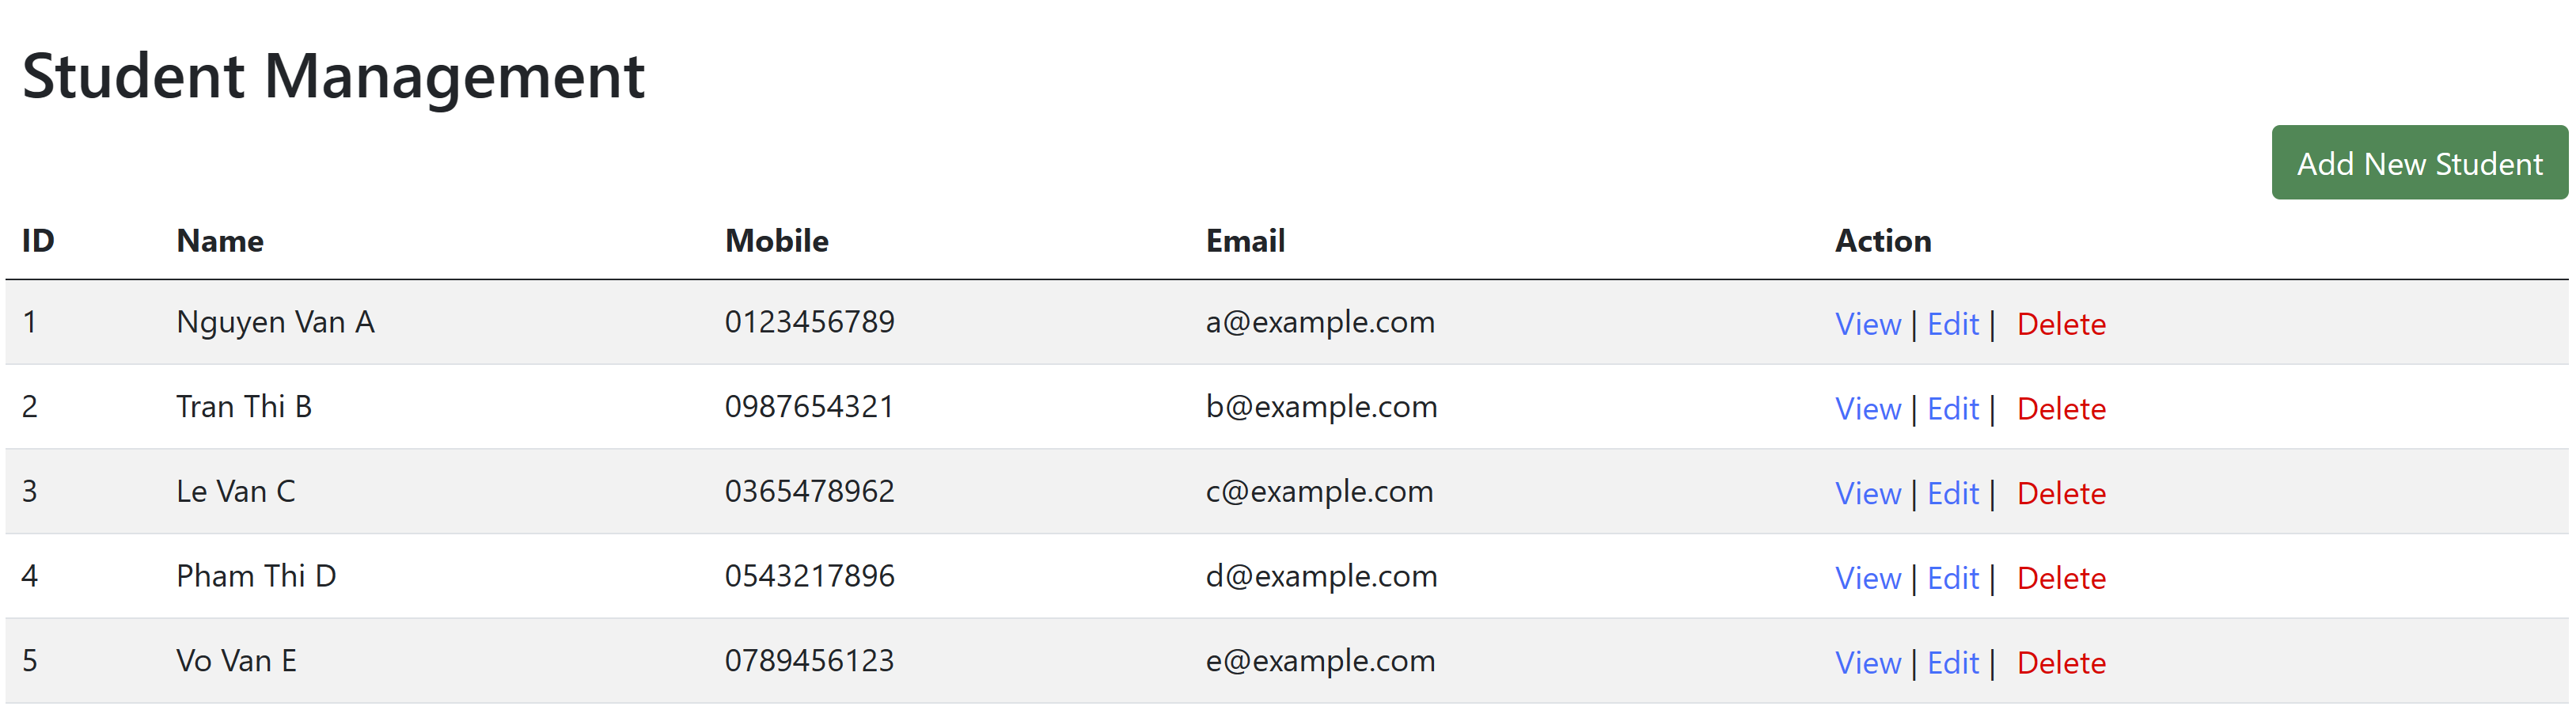 Student Management
Add New Student
ID Name Mobile Email Action
1 Nguyen Van A 0123456789 a@example.com View | Edit | Delete
2 Tran Thi B 0987654321 b@example.com View | Edit | Delete
3 Le Van C 0365478962 c@example.com View | Edit | Delete
4 Pham Thi D 0543217896 d@example.com View | Edit | Delete
5 Vo Van E 0789456123 e@example.com View | Edit | Delete